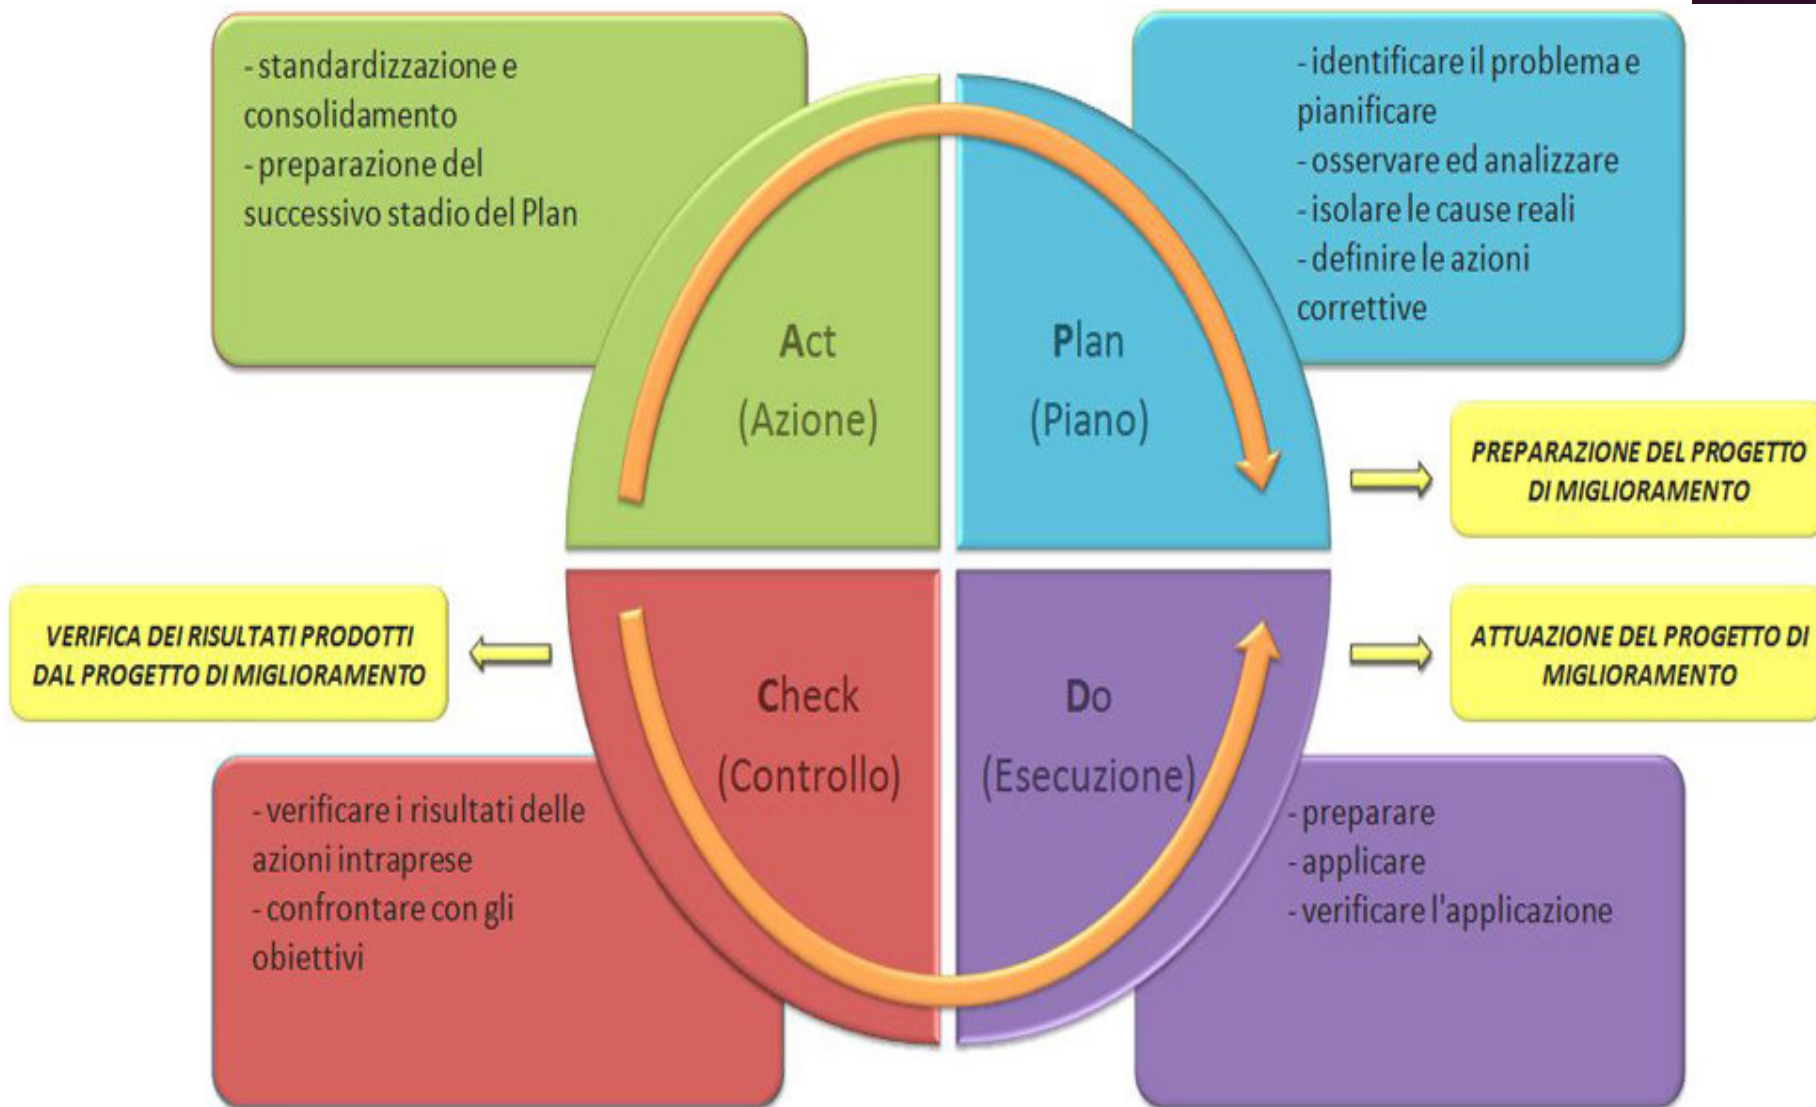 - standardizzazione e
consolidamento
- preparazione del
successivo stadio del Plan
- identificare il problema e
pianificare
- osservare ed analizzare
- isolare le cause reali
- definire le azioni
correttive
Act
(Azione)
Plan
(Piano)
PREPARAZIONE DEL PROGETTO
DI MIGLIORAMENTO
VERIFICA DEI RISULTATI PRODOTTI
DAL PROGETTO DI MIGLIORAMENTO
Check
(Controllo)
Do
(Esecuzione)
ATTUAZIONE DEL PROGETTO DI
MIGLIORAMENTO
- verificare i risultati delle
azioni intraprese
- confrontare con gli
obiettivi
- preparare
- applicare
- verificare l'applicazione